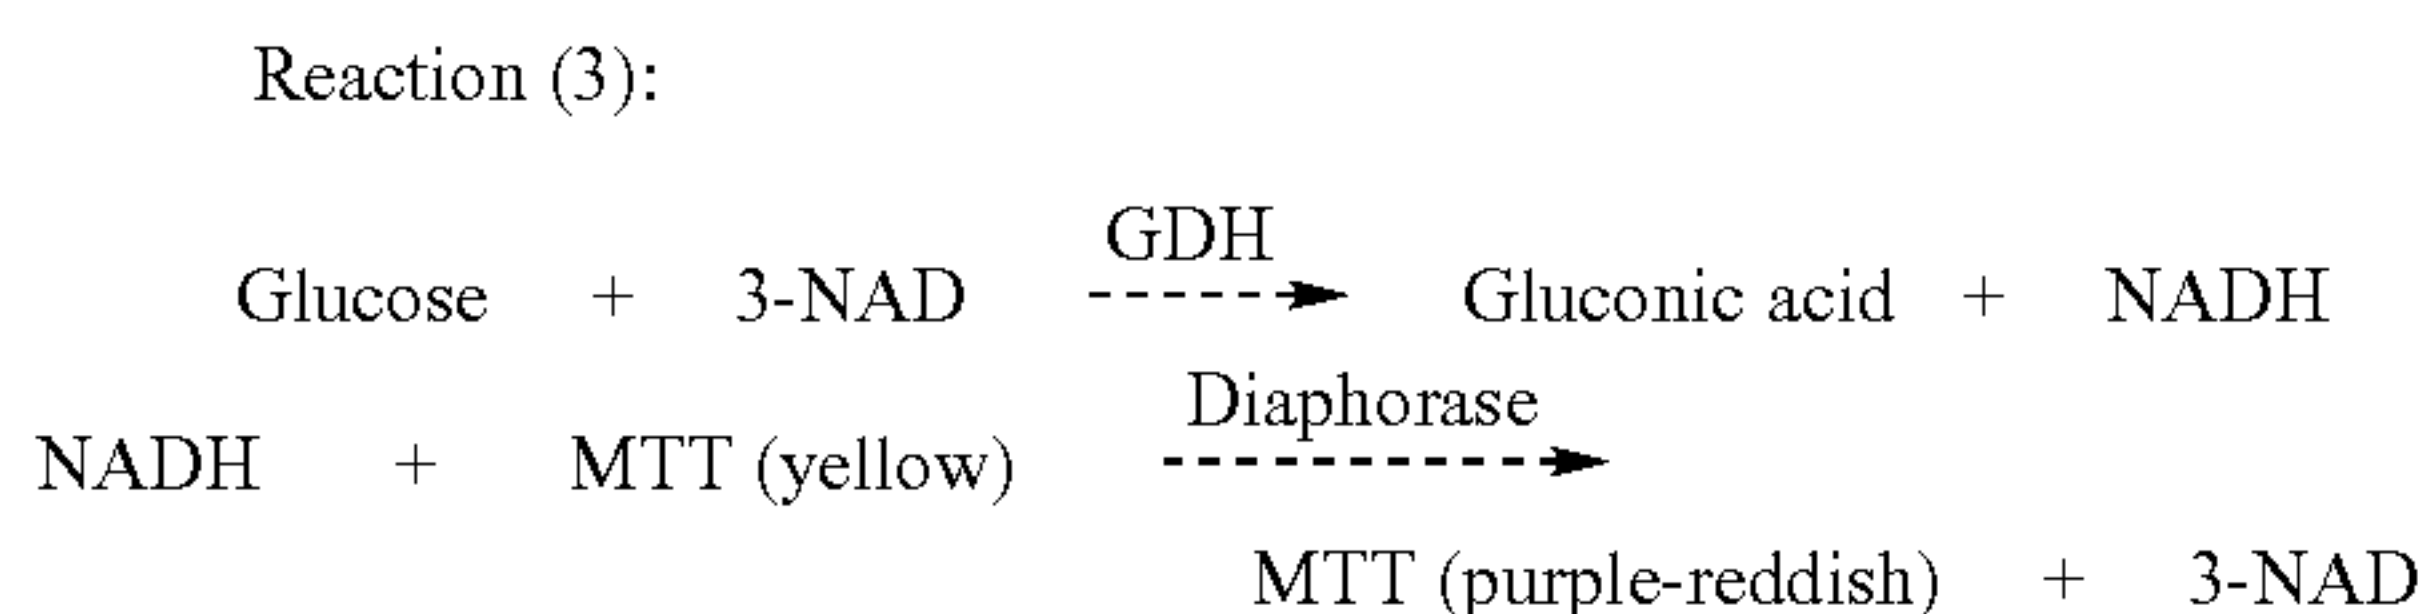 Reaction (3):
GDH
Glucose + 3-NAD Gluconic acid + NADH
Diaphorase
NADH + MTT (yellow)
MTT (purple-reddish) + 3-NAD